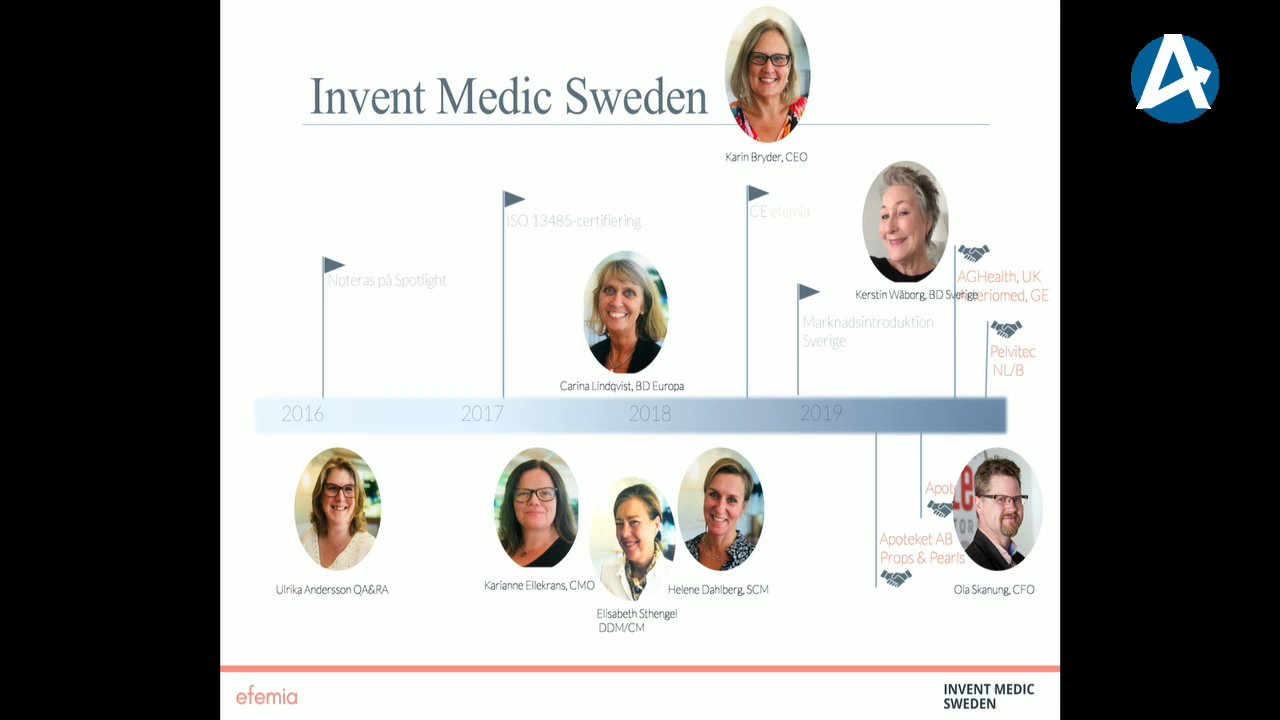 Invent Medic Sweden
Karin Bryder, CEO
ISO 13485-certifiering
CE efemia
Noteras på Spotlight
AGHealth, UK
Kerstin Wäborg, BD Sverige
GE
Marknadsintroduktion
Sverige
Pelvitec
NL/B
Carina Lindqvist, BD Europa
2016 2017 2018 2019
Apoteket AB
Props & Pearls
Ulrika Andersson QA&RA
Karianne Ellekrans, CMO
Helene Dahlberg, SCM
Ola Skanung, CFO
Elisabeth Sthengel
DDM/CM
efemia
INVENT MEDIC
SWEDEN